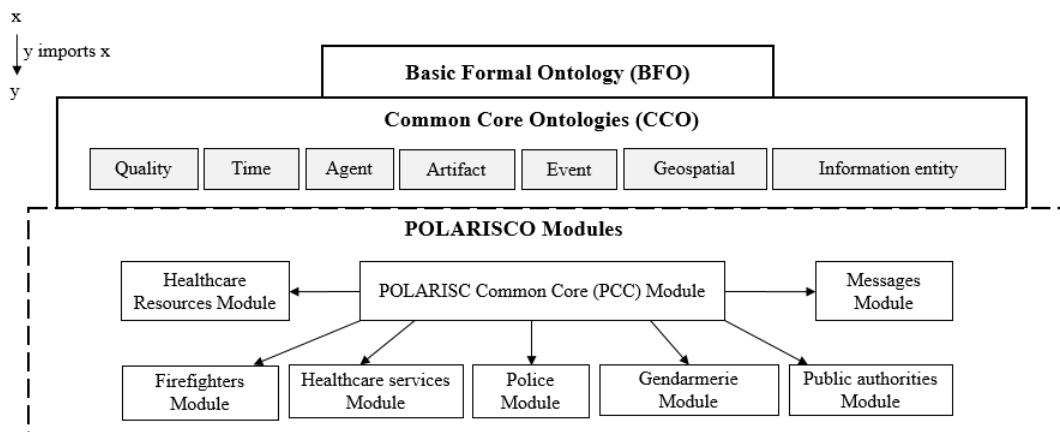 x
y imports x
y
Basic Formal Ontology (BFO)
Common Core Ontologies (CCO)
Quality
Time
Agent
Artifact
Event
Geospatial
Information entity
POLARISCO Modules
Healthcare
Resources Module
POLARISC Common Core (PCC) Module
Messages
Module
Firefighters
Module
Healthcare services
Module
Police
Module
Gendarmerie
Module
Public authorities
Module